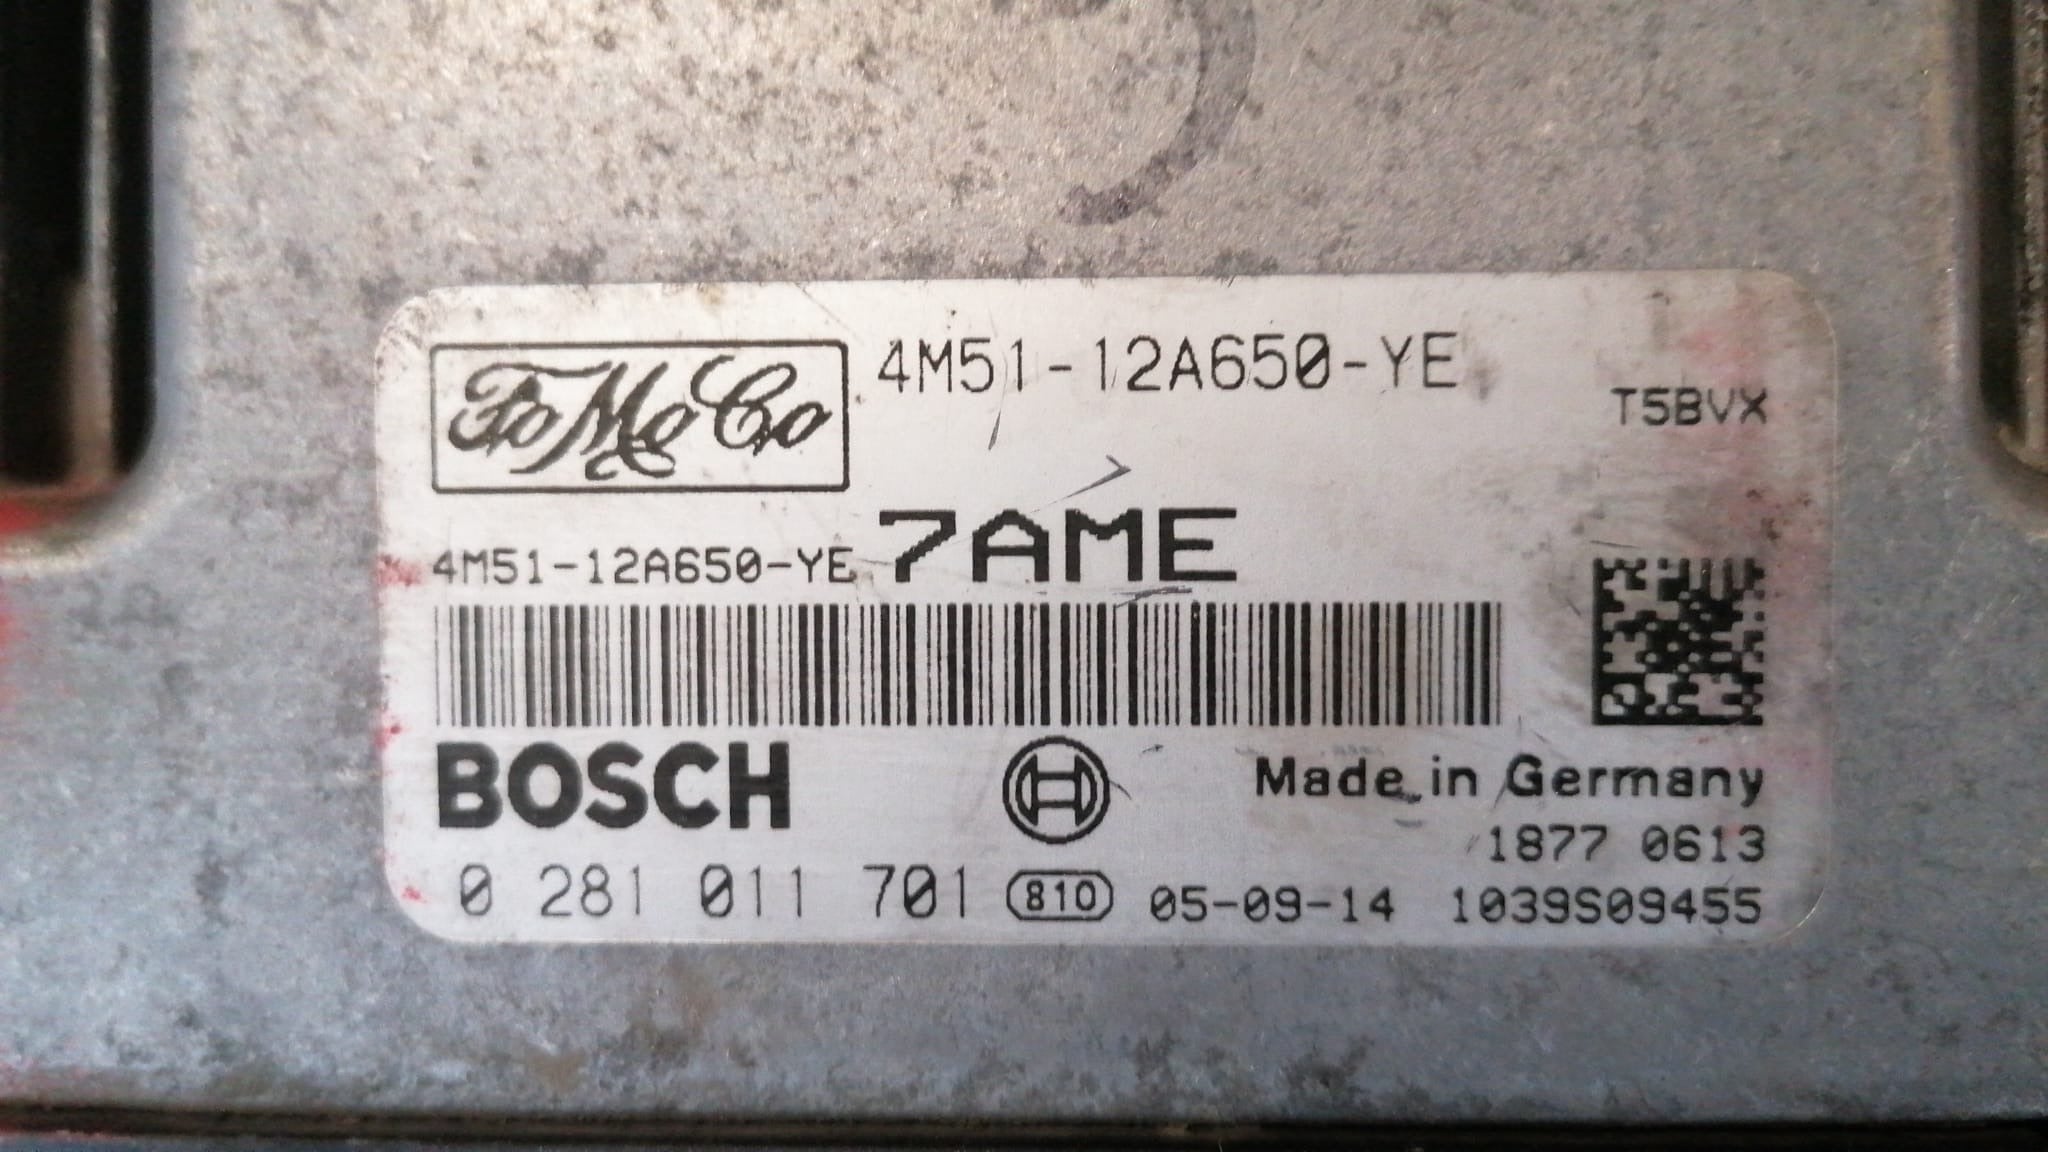 FoMoCo
4M51-12A650-YE
T5BVX
4M51-12A650-YE
7AME
BOSCH
Made in Germany
1877 0613
0 281 011 701
810
05-09-14
1039S09455